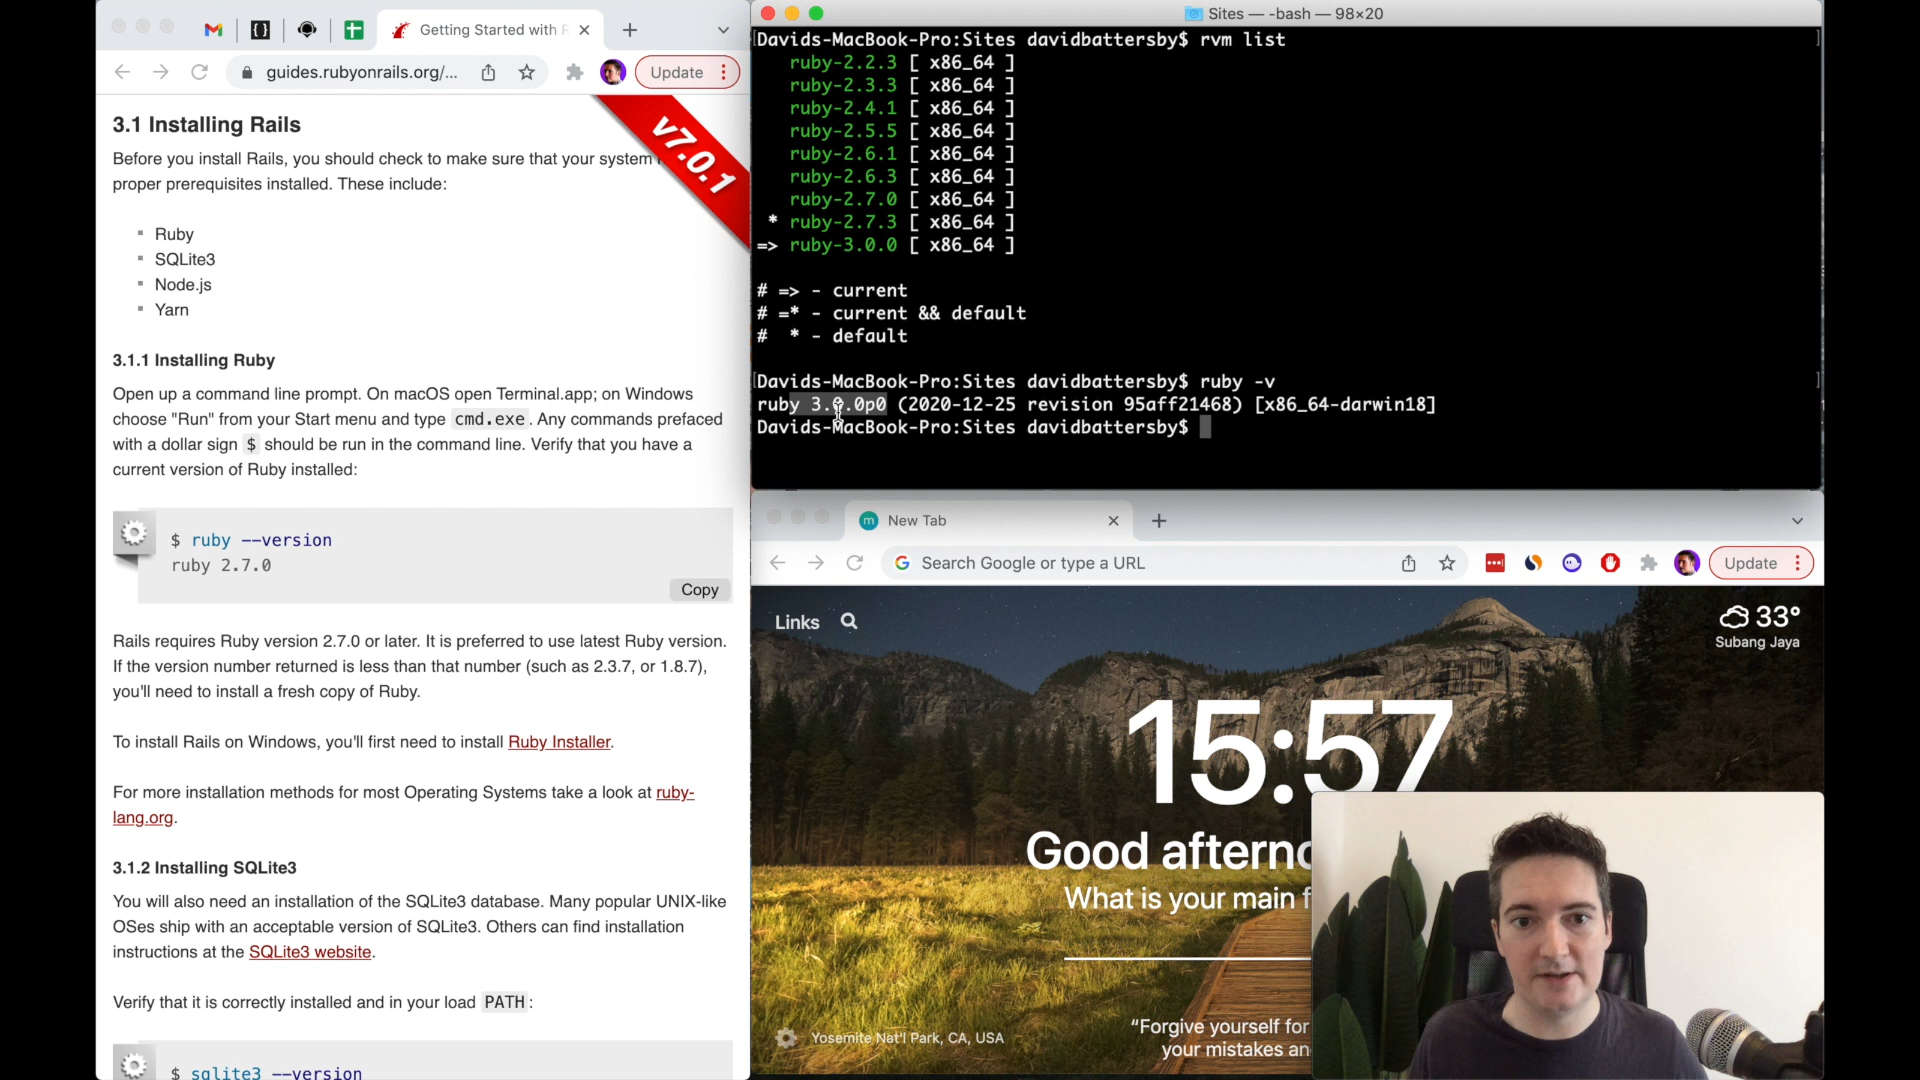 Getting Started with R
guides.rubyonrails.org/...
Update
v7.0.1
3.1 Installing Rails
Before you install Rails, you should check to make sure that your system
proper prerequisites installed. These include:
Ruby
SQLite3
Node.js
Yarn
3.1.1 Installing Ruby
Open up a command line prompt. On macOS open Terminal.app; on Windows
choose "Run" from your Start menu and type cmd.exe. Any commands prefaced
with a dollar sign $ should be run in the command line. Verify that you have a
current version of Ruby installed:
$ ruby --version
ruby 2.7.0
Copy
Rails requires Ruby version 2.7.0 or later. It is preferred to use latest Ruby version.
If the version number returned is less than that number (such as 2.3.7, or 1.8.7),
you'll need to install a fresh copy of Ruby.
To install Rails on Windows, you'll first need to install Ruby Installer.
For more installation methods for most Operating Systems take a look at ruby-
lang.org.
3.1.2 Installing SQLite3
You will also need an installation of the SQLite3 database. Many popular UNIX-like
OSes ship with an acceptable version of SQLite3. Others can find installation
instructions at the SQLite3 website.
Verify that it is correctly installed and in your load PATH:
$ sqlite3 --version
Sites — -bash — 98×20
[Davids-MacBook-Pro:Sites davidbattersby$ rvm list ]
ruby-2.2.3 [ x86_64 ]
ruby-2.3.3 [ x86_64 ]
ruby-2.4.1 [ x86_64 ]
ruby-2.5.5 [ x86_64 ]
ruby-2.6.1 [ x86_64 ]
ruby-2.6.3 [ x86_64 ]
ruby-2.7.0 [ x86_64 ]
* ruby-2.7.3 [ x86_64 ]
=> ruby-3.0.0 [ x86_64 ]
# => - current
# =* - current && default
# * - default
[Davids-MacBook-Pro:Sites davidbattersby$ ruby -v ]
ruby 3.0.0p0 (2020-12-25 revision 95aff21468) [x86_64-darwin18]
Davids-MacBook-Pro:Sites davidbattersby$
m New Tab
Search Google or type a URL
Update
Links
33°
Subang Jaya
15:57
Good afterno
What is your main f
"Forgive yourself for
your mistakes an
Yosemite Nat'l Park, CA, USA